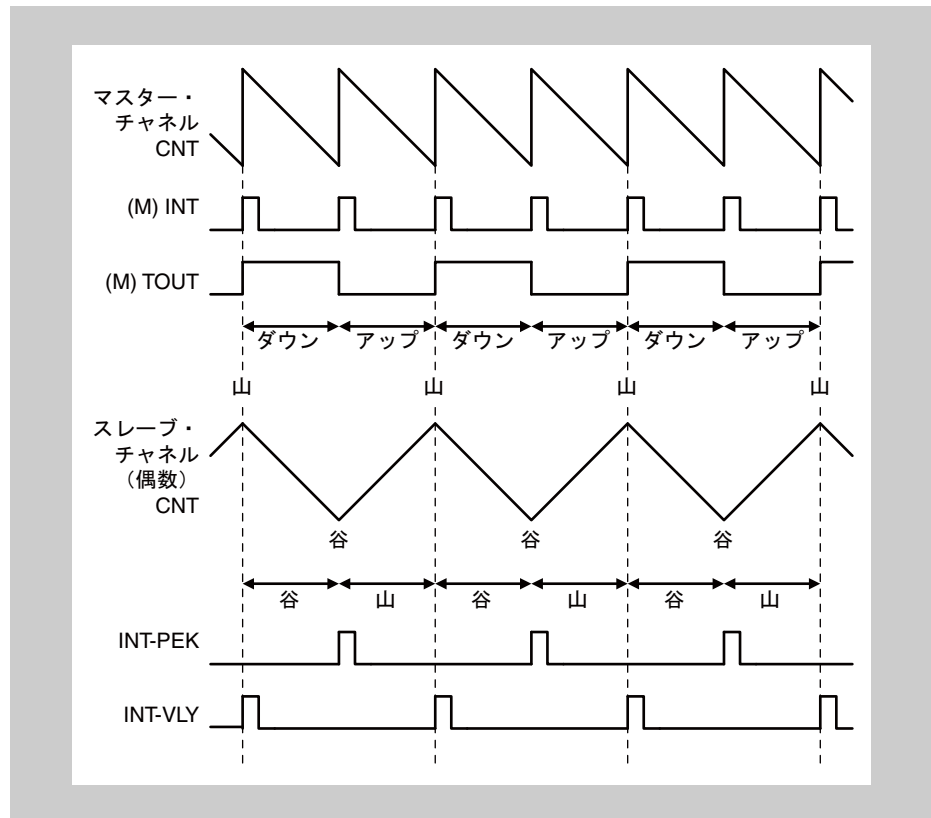 マスター・
チャネル
CNT
(M) INT
(M) TOUT
ダウン アップ ダウン アップ ダウン アップ
山 山 山 山
スレーブ・
チャネル
（偶数）
CNT
谷 谷 谷
谷 山 谷 山 谷 山
INT-PEK
INT-VLY